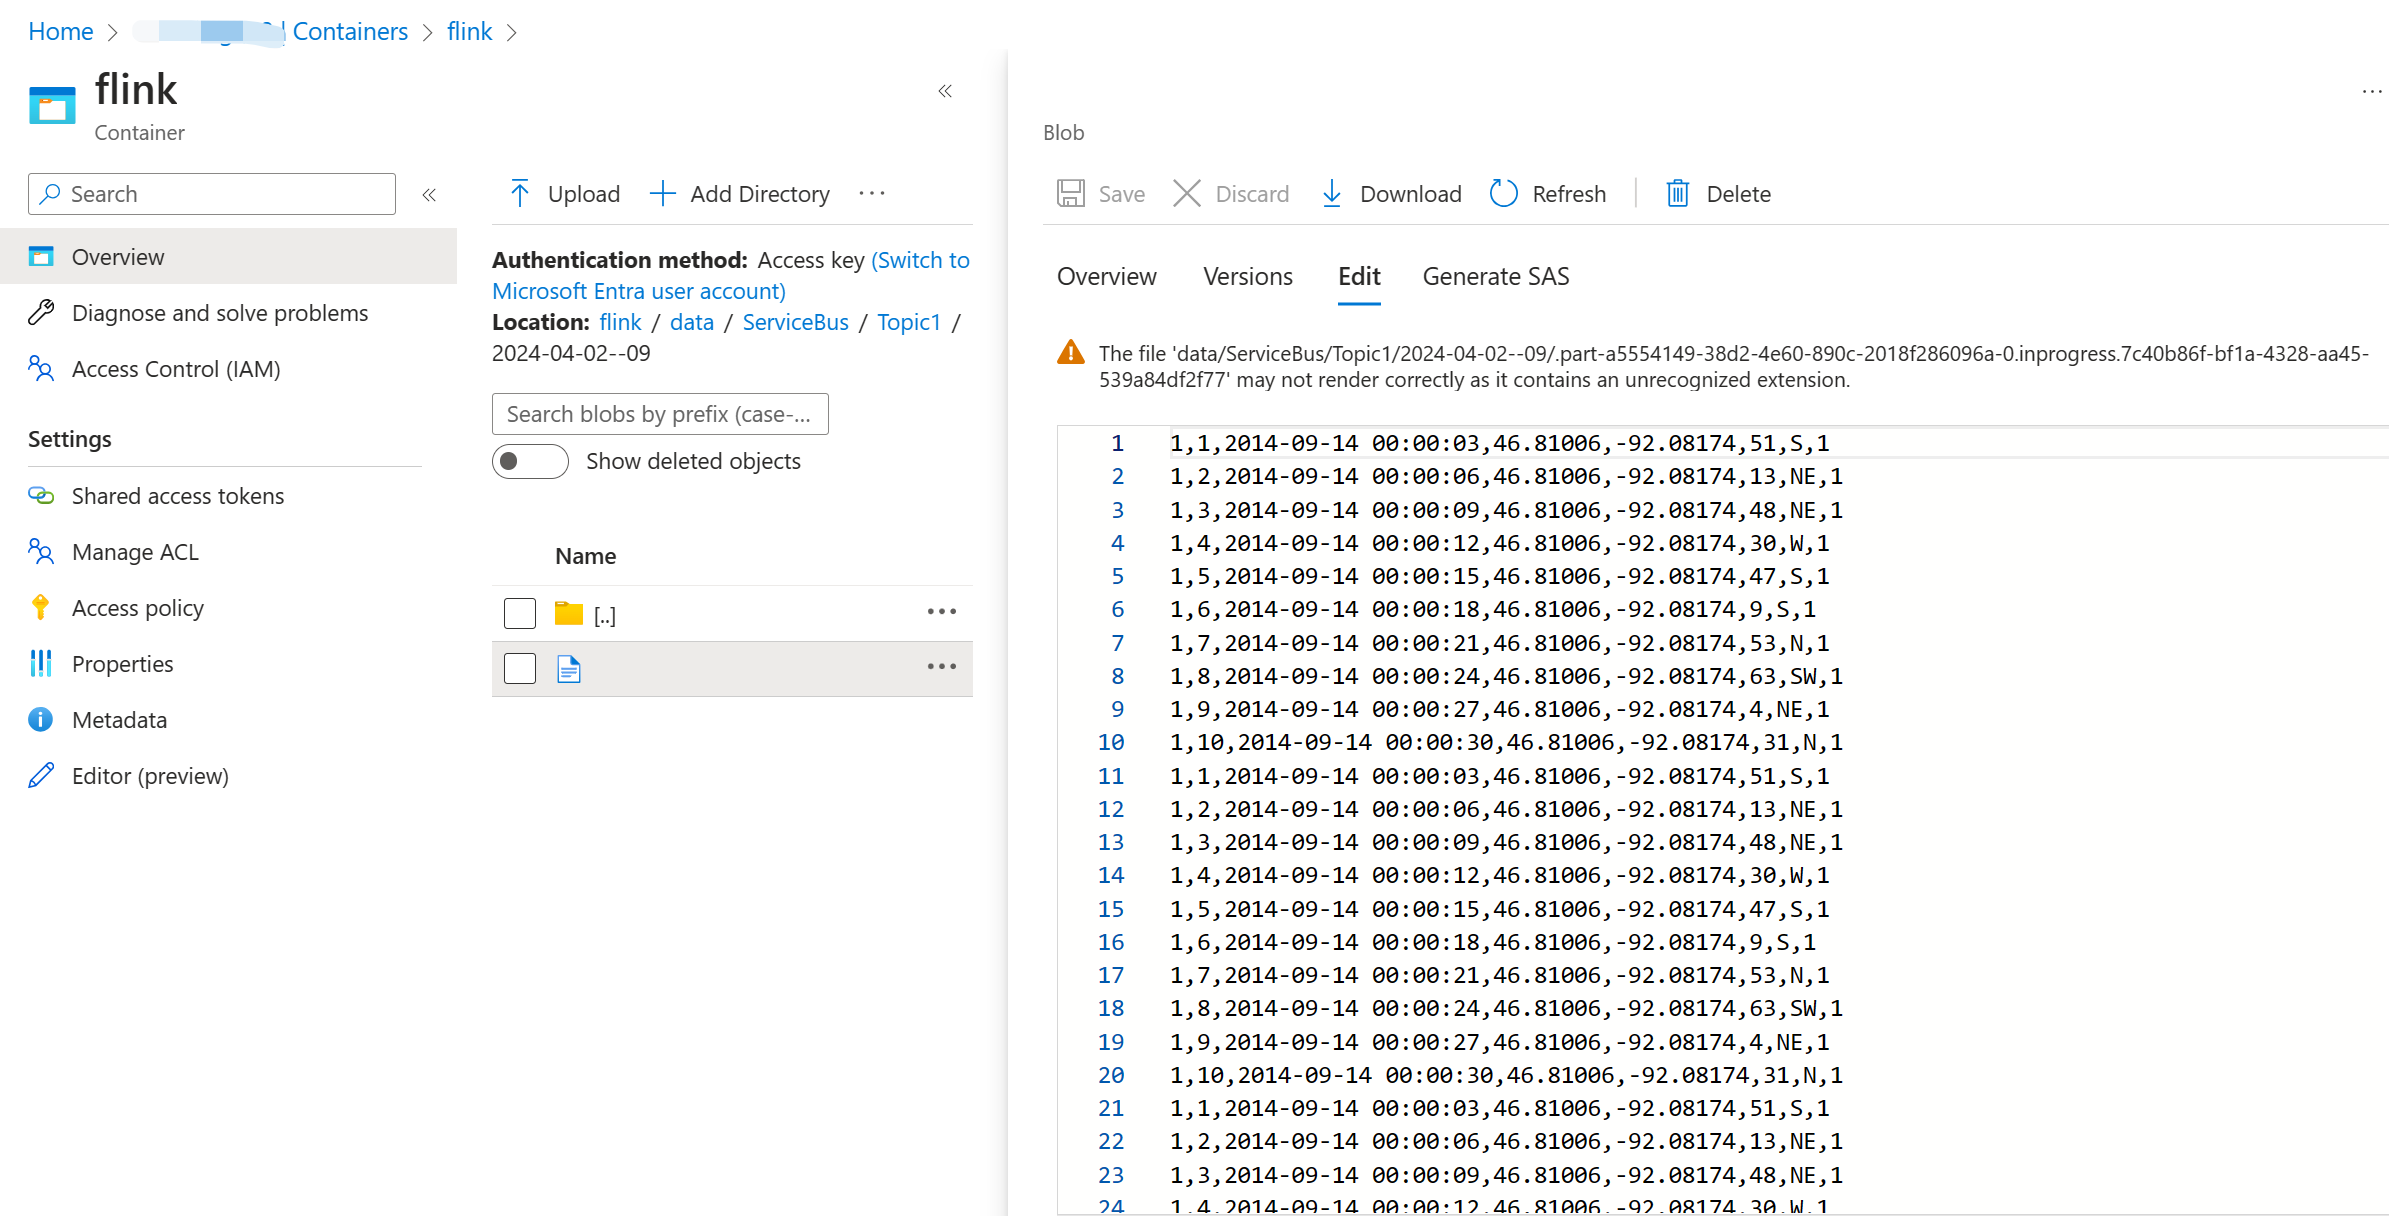 Home > Containers > flink >
flink
Container
Search
Overview
Diagnose and solve problems
Access Control (IAM)
Settings
Shared access tokens
Manage ACL
Access policy
Properties
Metadata
Editor (preview)
Upload Add Directory ···
Authentication method: Access key (Switch to
Microsoft Entra user account)
Location: flink / data / ServiceBus / Topic1 /
2024-04-02--09
Search blobs by prefix (case-...
Show deleted objects
Name
[..]
Blob
Save Discard Download Refresh Delete
Overview Versions Edit Generate SAS
The file 'data/ServiceBus/Topic1/2024-04-02--09/.part-a5554149-38d2-4e60-890c-2018f286096a-0.inprogress.7c40b86f-bf1a-4328-aa45-
539a84df2f77' may not render correctly as it contains an unrecognized extension.
1 1,1,2014-09-14 00:00:03,46.81006,-92.08174,51,S,1
2 1,2,2014-09-14 00:00:06,46.81006,-92.08174,13,NE,1
3 1,3,2014-09-14 00:00:09,46.81006,-92.08174,48,NE,1
4 1,4,2014-09-14 00:00:12,46.81006,-92.08174,30,W,1
5 1,5,2014-09-14 00:00:15,46.81006,-92.08174,47,S,1
6 1,6,2014-09-14 00:00:18,46.81006,-92.08174,9,S,1
7 1,7,2014-09-14 00:00:21,46.81006,-92.08174,53,N,1
8 1,8,2014-09-14 00:00:24,46.81006,-92.08174,63,SW,1
9 1,9,2014-09-14 00:00:27,46.81006,-92.08174,4,NE,1
10 1,10,2014-09-14 00:00:30,46.81006,-92.08174,31,N,1
11 1,1,2014-09-14 00:00:03,46.81006,-92.08174,51,S,1
12 1,2,2014-09-14 00:00:06,46.81006,-92.08174,13,NE,1
13 1,3,2014-09-14 00:00:09,46.81006,-92.08174,48,NE,1
14 1,4,2014-09-14 00:00:12,46.81006,-92.08174,30,W,1
15 1,5,2014-09-14 00:00:15,46.81006,-92.08174,47,S,1
16 1,6,2014-09-14 00:00:18,46.81006,-92.08174,9,S,1
17 1,7,2014-09-14 00:00:21,46.81006,-92.08174,53,N,1
18 1,8,2014-09-14 00:00:24,46.81006,-92.08174,63,SW,1
19 1,9,2014-09-14 00:00:27,46.81006,-92.08174,4,NE,1
20 1,10,2014-09-14 00:00:30,46.81006,-92.08174,31,N,1
21 1,1,2014-09-14 00:00:03,46.81006,-92.08174,51,S,1
22 1,2,2014-09-14 00:00:06,46.81006,-92.08174,13,NE,1
23 1,3,2014-09-14 00:00:09,46.81006,-92.08174,48,NE,1
24 1,4,2014-09-14 00:00:12,46.81006,-92.08174,30,W,1